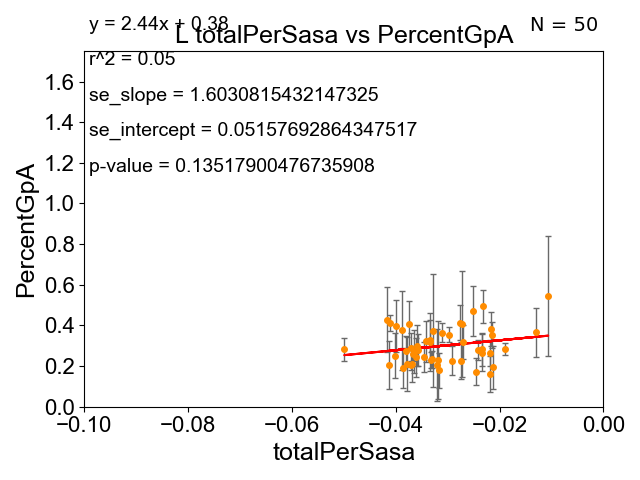 y = 2.44x + 0.38
N = 50
L totalPerSasa vs PercentGpA
r^2 = 0.05
se_slope = 1.6030815432147325
se_intercept = 0.05157692864347517
p-value = 0.13517900476735908
PercentGpA
1.6
1.4
1.2
1.0
0.8
0.6
0.4
0.2
0.0
−0.10 −0.08 −0.06 −0.04 −0.02 0.00
totalPerSasa